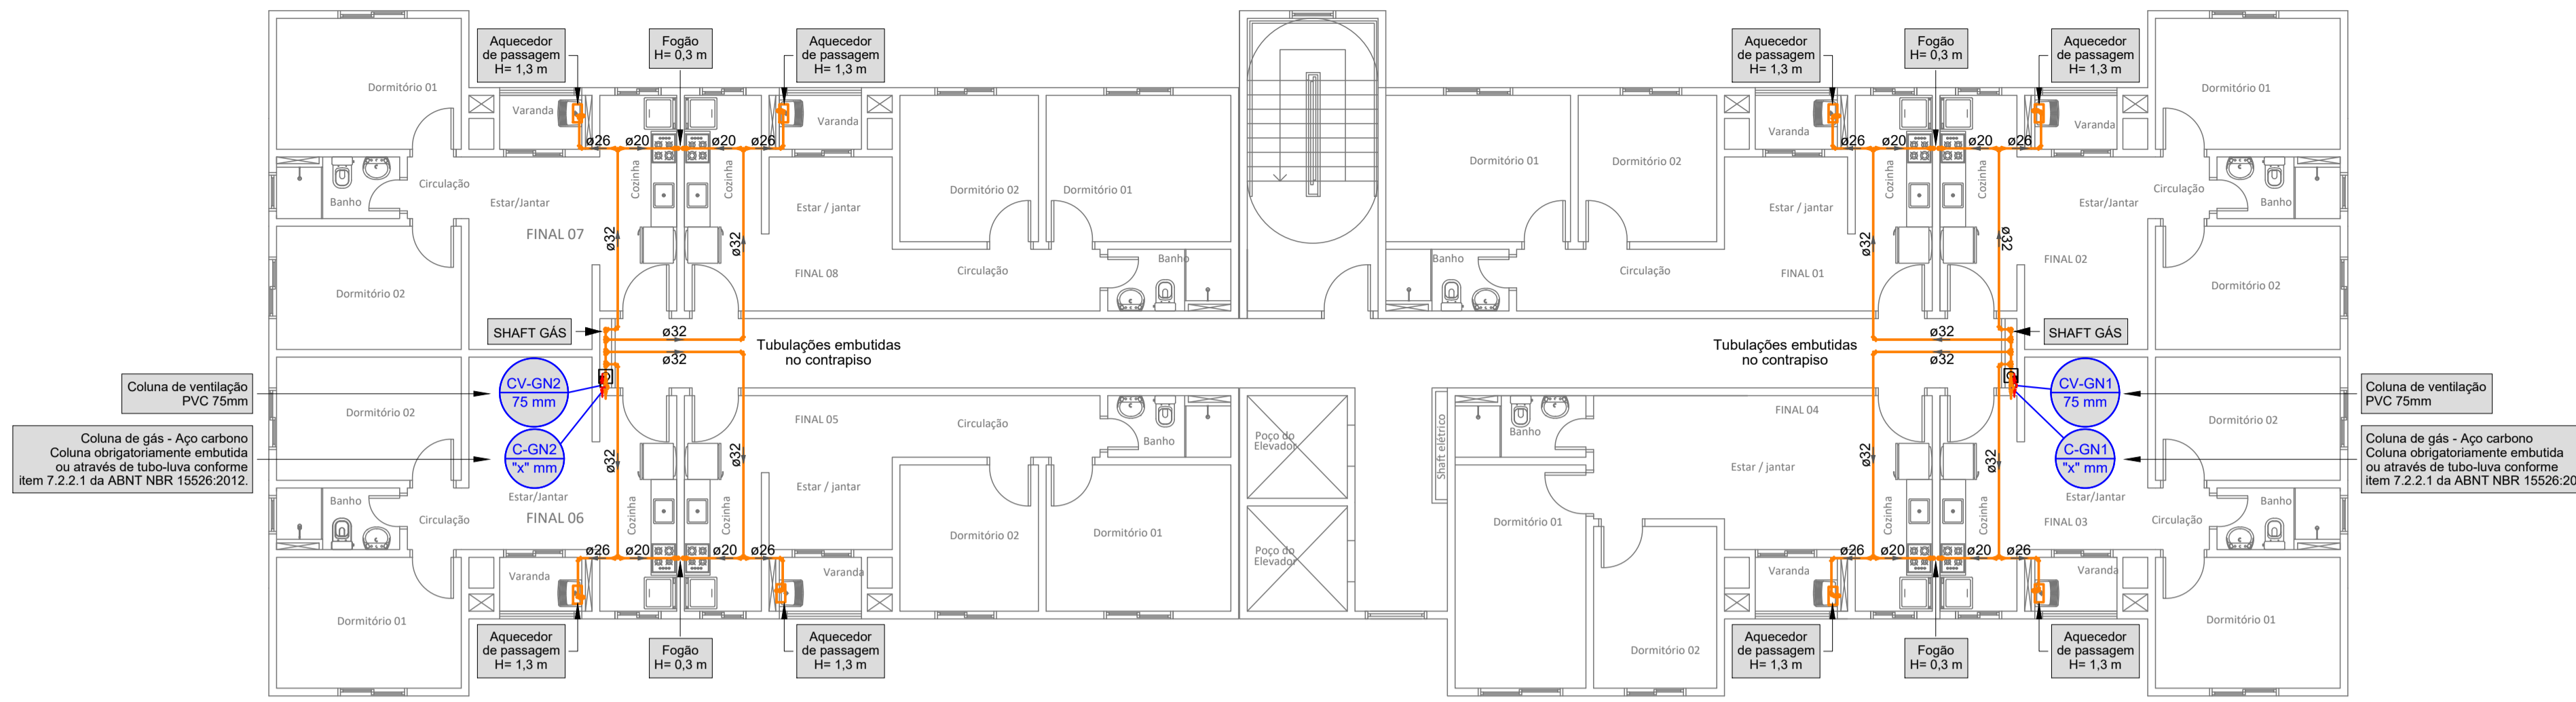 Aquecedor
de passagem
H= 1,3 m
Fogão
H= 0,3 m
Aquecedor
de passagem
H= 1,3 m
Aquecedor
de passagem
H= 1,3 m
Fogão
H= 0,3 m
Aquecedor
de passagem
H= 1,3 m
Dormitório 01
Varanda
Varanda
Varanda
Varanda
Dormitório 01
ø26
ø20
ø20
ø26
ø26
ø20
ø20
ø26
Circulação
Banho
Estar/Jantar
Cozinha
Cozinha
Dormitório 02
Dormitório 01
Estar / jantar
FINAL 07
ø32
ø32
FINAL 08
Circulação
Banho
Dormitório 02
Dormitório 01
Dormitório 02
Estar / jantar
Cozinha
Cozinha
Banho
Circulação
FINAL 01
ø32
ø32
FINAL 02
Estar/Jantar
Circulação
Banho
Dormitório 02
SHAFT GÁS
ø32
ø32
Tubulações embutidas
no contrapiso
Tubulações embutidas
no contrapiso
ø32
ø32
SHAFT GÁS
Coluna de ventilação
PVC 75mm
CV-GN2
75 mm
C
C
CV-GN1
75 mm
Coluna de ventilação
PVC 75mm
Coluna de gás - Aço carbono
Coluna obrigatoriamente embutida
ou através de tubo-luva conforme
item 7.2.2.1 da ABNT NBR 15526:2012.
C-GN2
"x" mm
C-GN1
"x" mm
Coluna de gás - Aço carbono
Coluna obrigatoriamente embutida
ou através de tubo-luva conforme
item 7.2.2.1 da ABNT NBR 15526:20
Dormitório 02
FINAL 05
Circulação
Banho
ø32
ø32
Estar / jantar
Estar/Jantar
FINAL 06
Banho
Circulação
Cozinha
Cozinha
Dormitório 02
Dormitório 01
Poço do
Elevador
Poço do
Elevador
Shaft elétrico
Banho
FINAL 04
Estar / jantar
Dormitório 01
Dormitório 02
ø32
ø32
Cozinha
Cozinha
Dormitório 02
Estar/Jantar
FINAL 03
Circulação
Banho
ø26
ø20
ø20
ø26
ø26
ø20
ø20
ø26
Varanda
Varanda
Varanda
Varanda
Dormitório 01
Dormitório 01
Aquecedor
de passagem
H= 1,3 m
Fogão
H= 0,3 m
Aquecedor
de passagem
H= 1,3 m
Aquecedor
de passagem
H= 1,3 m
Fogão
H= 0,3 m
Aquecedor
de passagem
H= 1,3 m